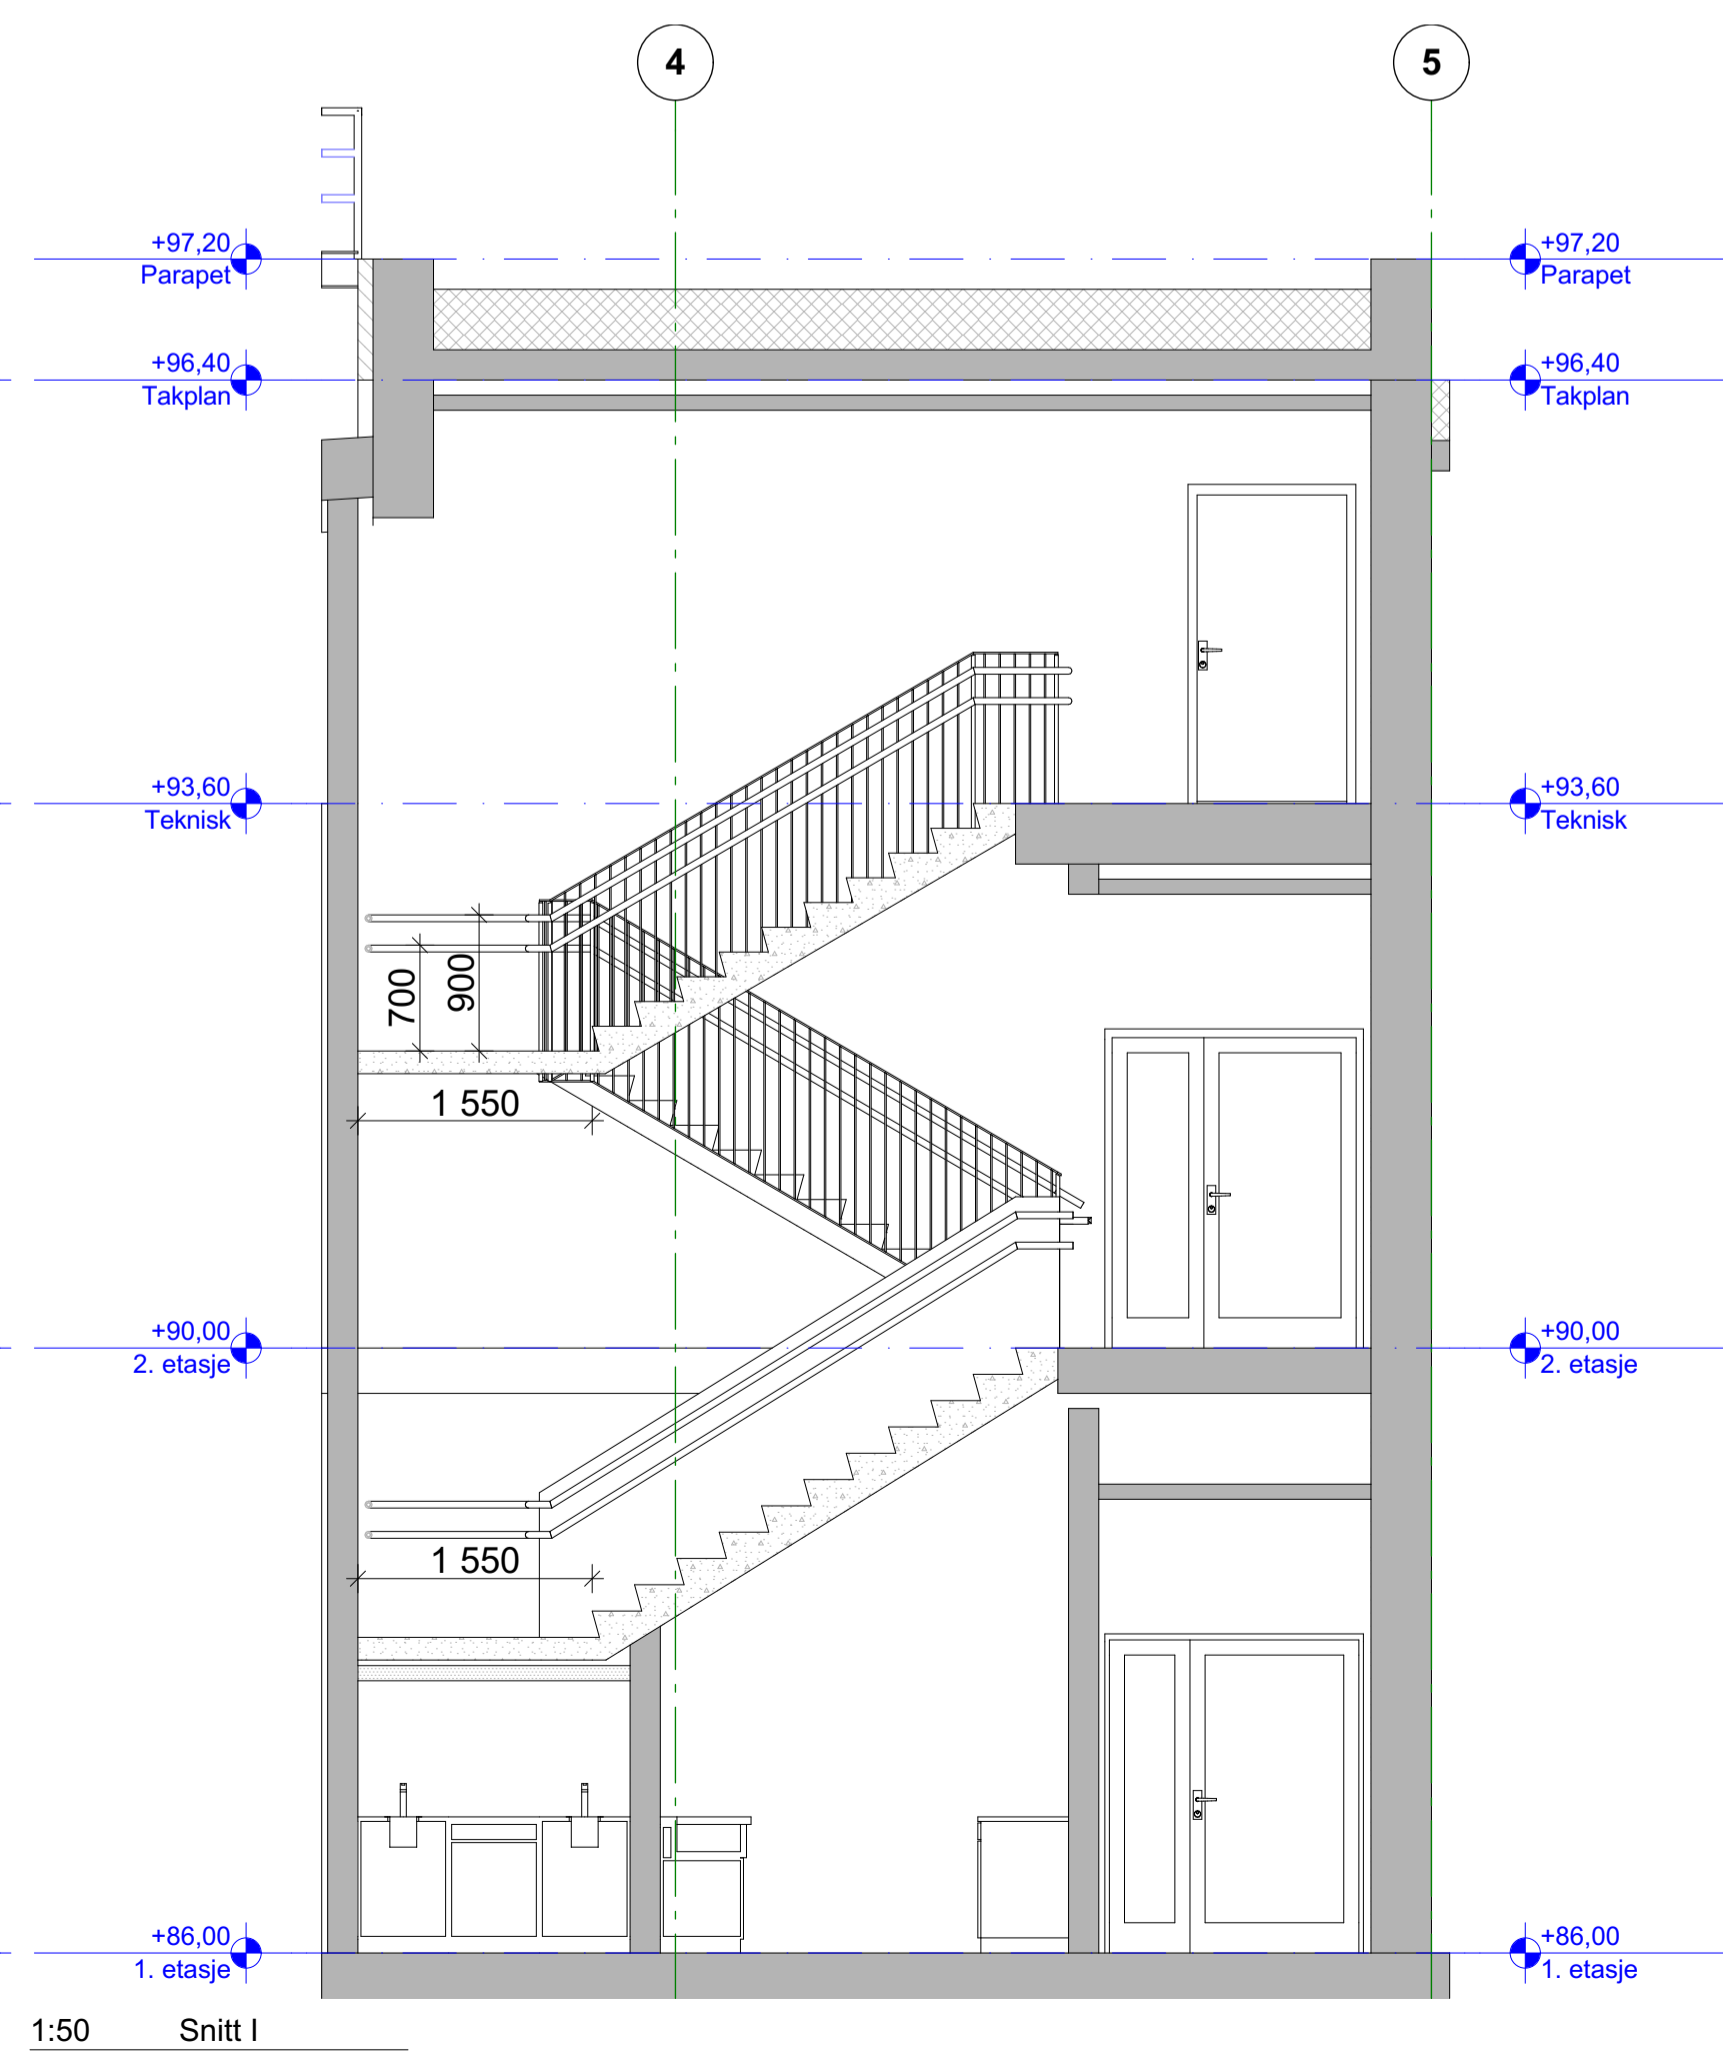 4
5
+97,20
Parapet
+97,20
Parapet
+96,40
Takplan
+96,40
Takplan
+93,60
Teknisk
+93,60
Teknisk
700
900
1 550
+90,00
2. etasje
+90,00
2. etasje
1 550
+86,00
1. etasje
+86,00
1. etasje
1:50 Snitt I